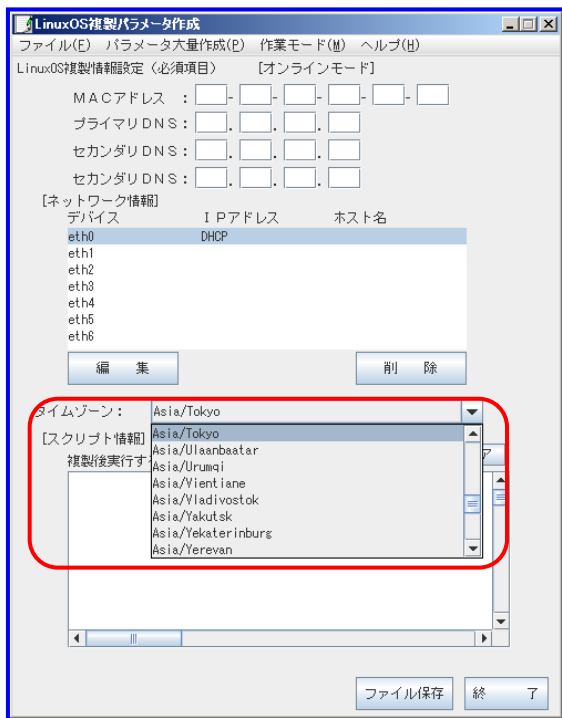 LinuxOS複製パラメータ作成
ファイル(F) パラメータ大量作成(P) 作業モード(M) ヘルプ(H)
LinuxOS複製情報設定（必須項目） [オンラインモード]
ＭＡＣアドレス ： - - - - -
プライマリＤＮＳ： . . .
セカンダリＤＮＳ： . . .
セカンダリＤＮＳ： . . .
[ネットワーク情報]
デバイス ＩＰアドレス ホスト名
eth0 DHCP
eth1
eth2
eth3
eth4
eth5
eth6
編 集 削 除
タイムゾーン： Asia/Tokyo
[スクリプト情報] Asia/Tokyo
Asia/Ulaanbaatar
複製後実行す Asia/Urumqi ア
Asia/Vientiane
Asia/Vladivostok
Asia/Yakutsk
Asia/Yekaterinburg
Asia/Yerevan
ファイル保存 終 了